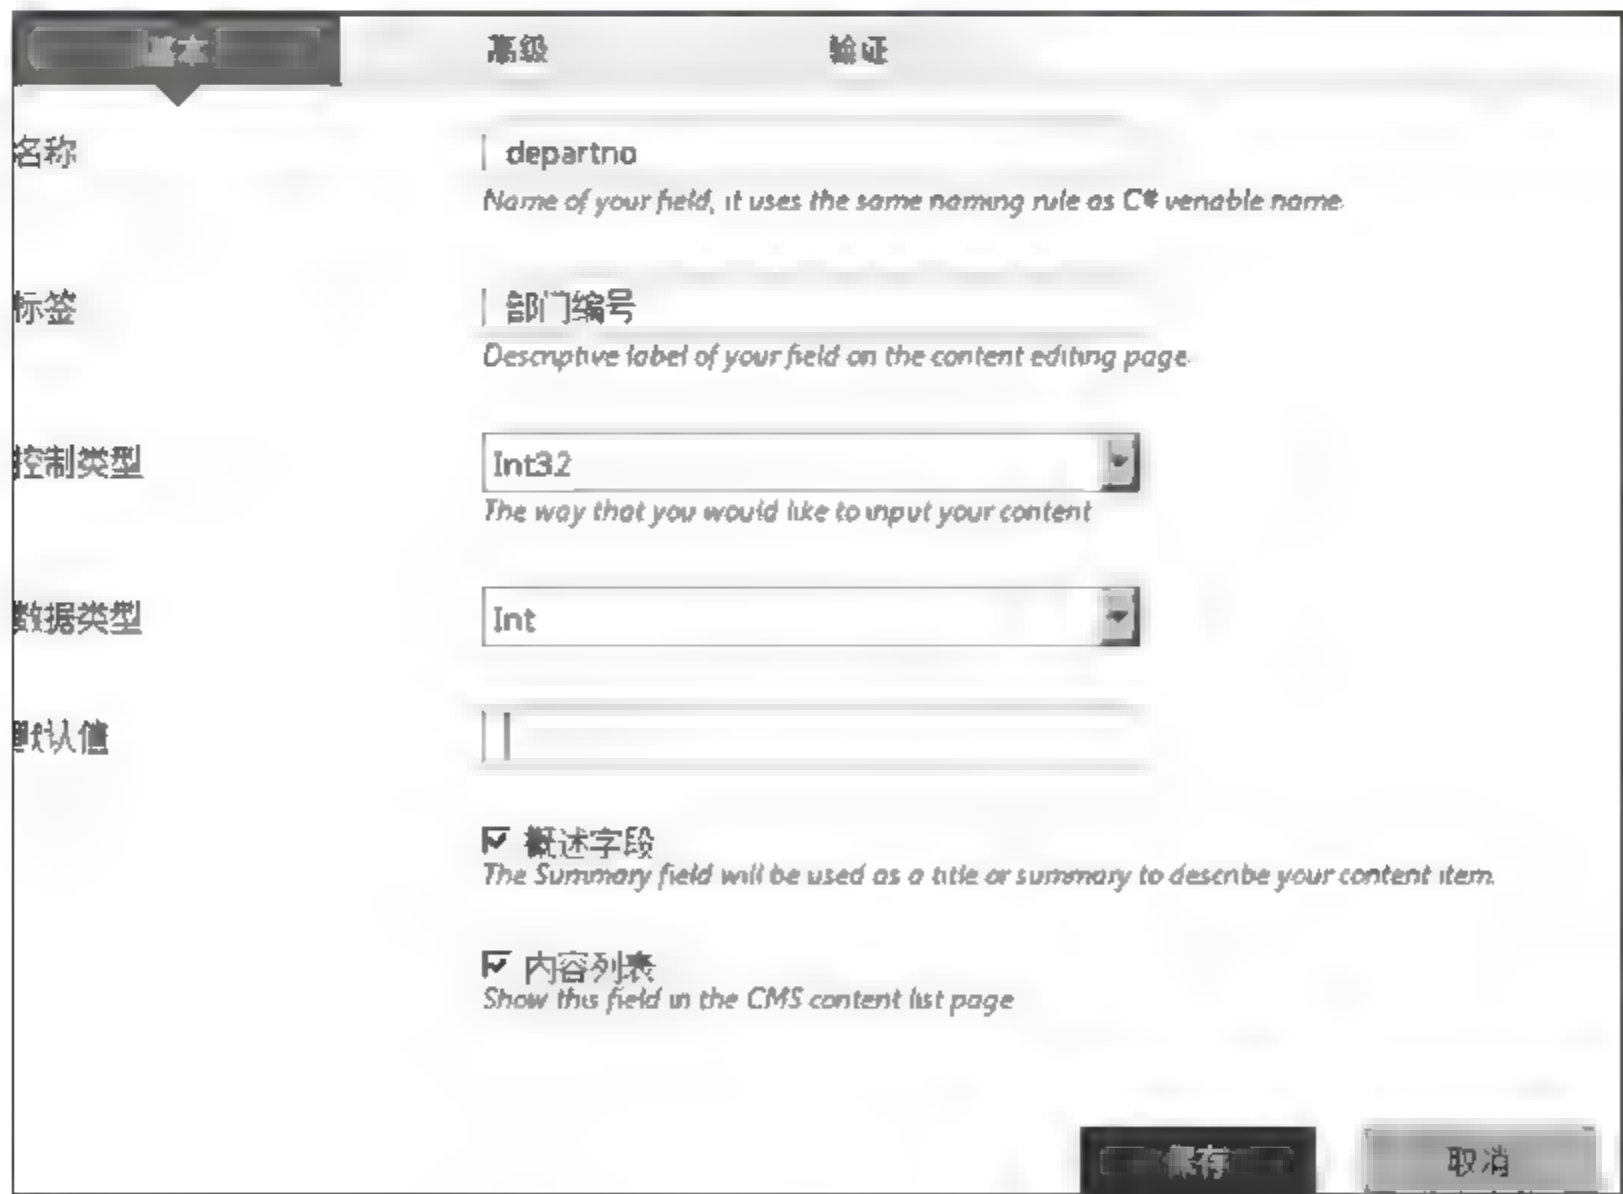 基本 高级 验证
名称 departno
Name of your field, it uses the same naming rule as C# venable name.
标签 部门编号
Descriptive label of your field on the content editing page.
控制类型 Int32
The way that you would like to input your content
数据类型 Int
默认值
概述字段
The Summary field will be used as a title or summary to describe your content item.
内容列表
Show this field in the CMS content list page
保存 取消